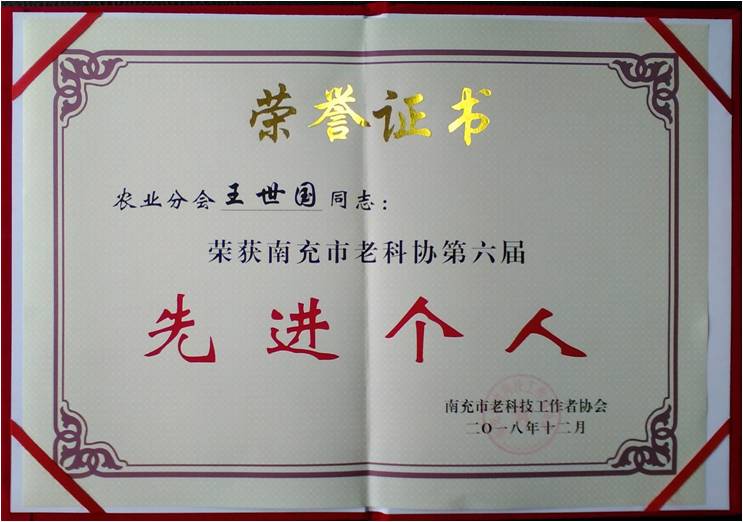 荣誉证书
农业分会王世国同志：
荣获南充市老科协第六届
先进个人
南充市老科技工作者协会
二〇一八年十二月